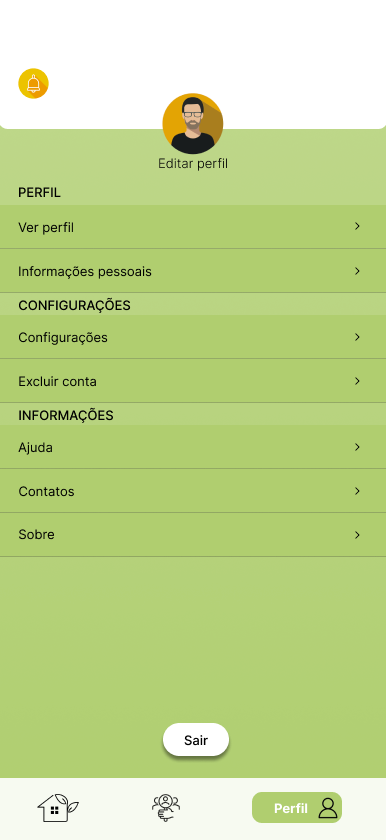 Editar perfil
PERFIL
Ver perfil
Informações pessoais
CONFIGURAÇÕES
Configurações
Excluir conta
INFORMAÇÕES
Ajuda
Contatos
Sobre
Sair
Perfil